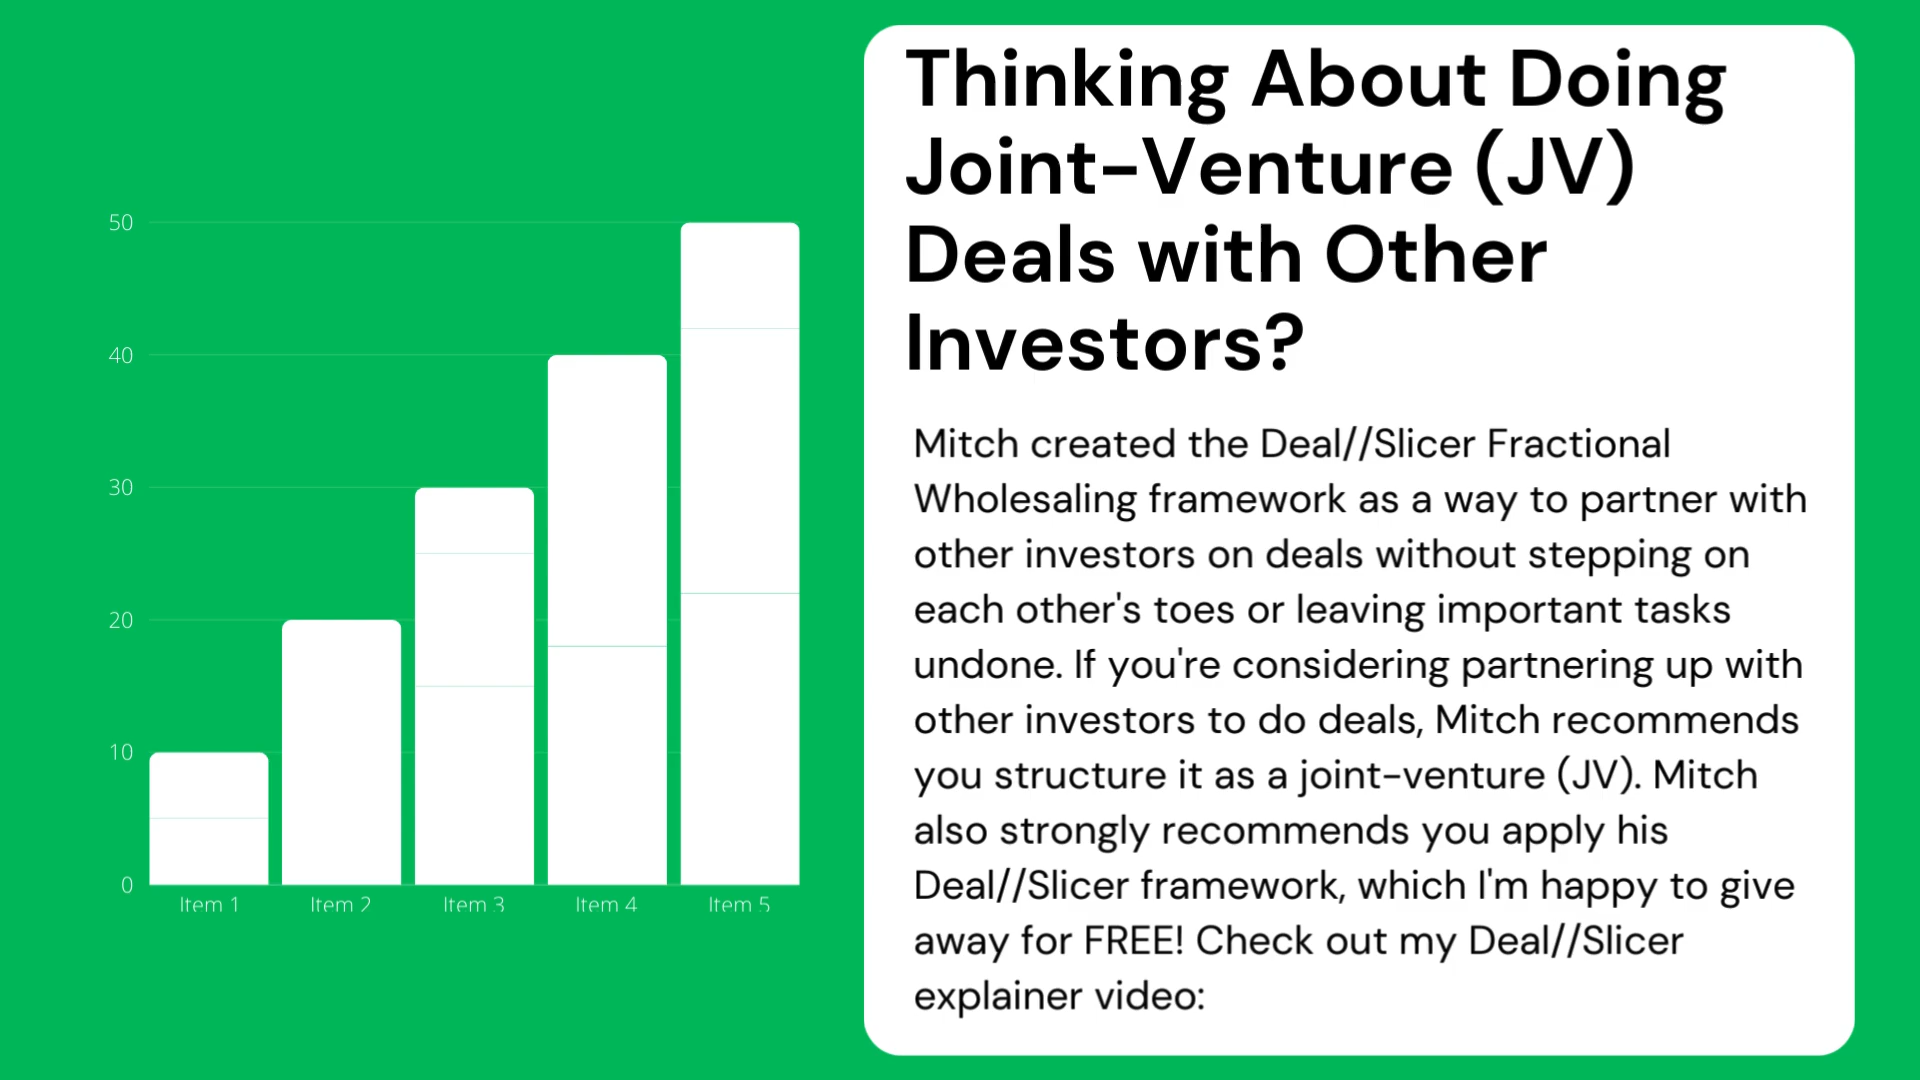 Thinking About Doing
Joint-Venture (JV)
Deals with Other
Investors?
Mitch created the Deal//Slicer Fractional
Wholesaling framework as a way to partner with
other investors on deals without stepping on
each other's toes or leaving important tasks
undone. If you're considering partnering up with
other investors to do deals, Mitch recommends
you structure it as a joint-venture (JV). Mitch
also strongly recommends you apply his
Deal//Slicer framework, which I'm happy to give
away for FREE! Check out my Deal//Slicer
explainer video:
50
40
30
20
10
0
Item 1 Item 2 Item 3 Item 4 Item 5